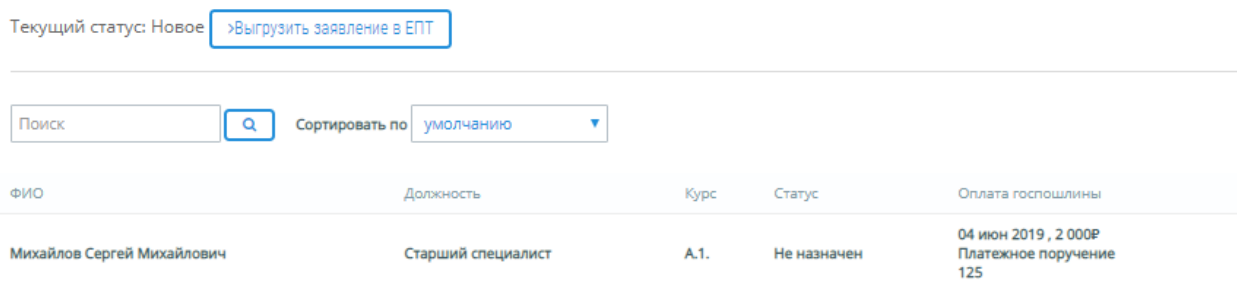 Текущий статус: Новое >Выгрузить заявление в ЕПТ
Поиск Сортировать по умолчанию
ФИО Должность Курс Статус Оплата госпошлины
Михайлов Сергей Михайлович Старший специалист А.1. Не назначен 04 июн 2019 , 2 000₽
Платежное поручение
125